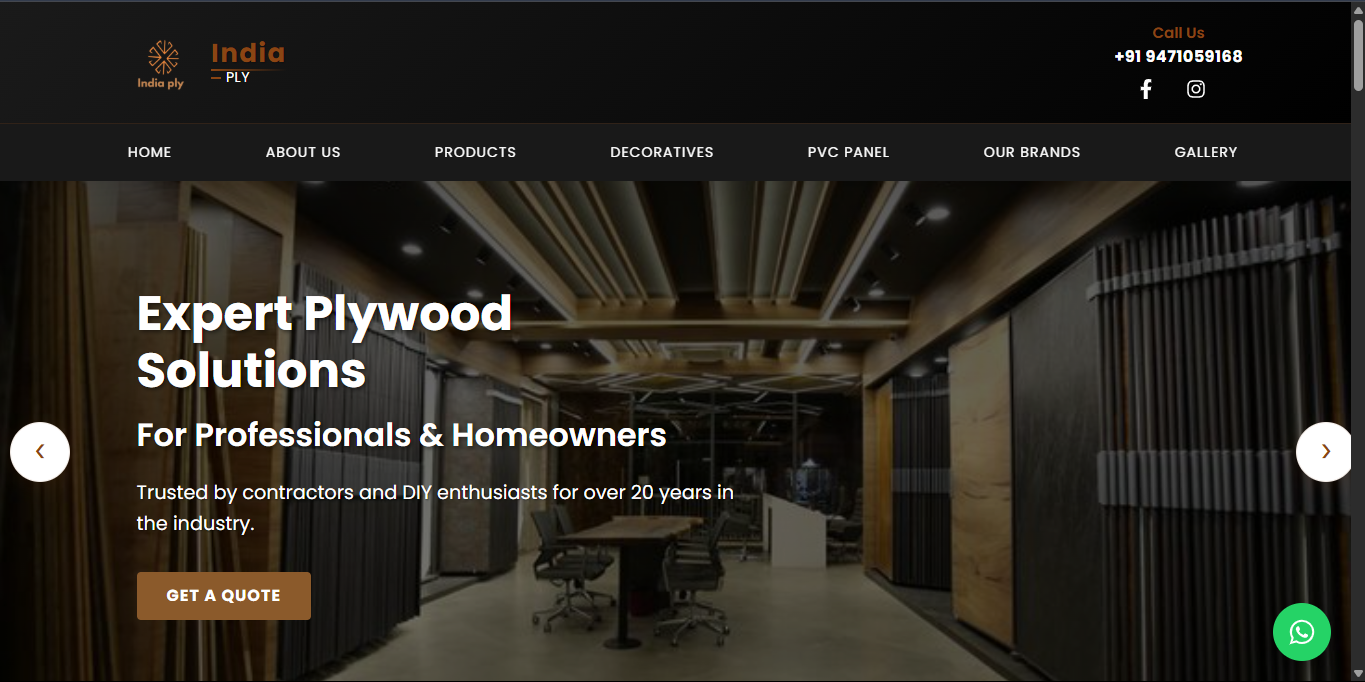 India ply
India
PLY
Call Us
+91 9471059168
HOME
ABOUT US
PRODUCTS
DECORATIVES
PVC PANEL
OUR BRANDS
GALLERY
Expert Plywood
Solutions
For Professionals & Homeowners
Trusted by contractors and DIY enthusiasts for over 20 years in
the industry.
GET A QUOTE